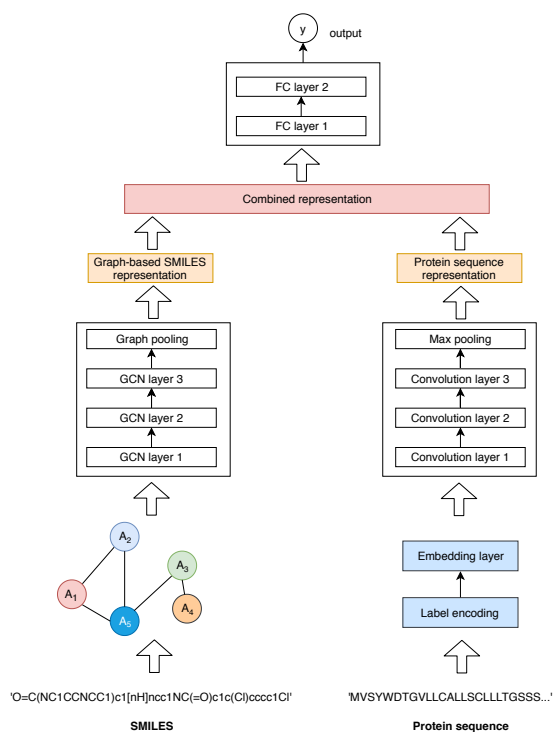 y
output
FC layer 2
FC layer 1
Combined representation
Graph-based SMILES
representation
Protein sequence
representation
Graph pooling
GCN layer 3
GCN layer 2
GCN layer 1
Max pooling
Convolution layer 3
Convolution layer 2
Convolution layer 1
A2
A1
A3
A4
A5
Embedding layer
Label encoding
'O=C(NC1CCNCC1)c1[nH]ncc1NC(=O)c1c(Cl)cccc1Cl'
SMILES
'MVSYWDTGVLLCALLSCLLLTGSSS...'
Protein sequence